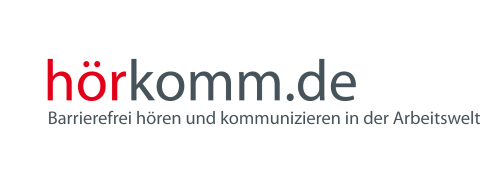 hörkomm.de
Barrierefrei hören und kommunizieren in der Arbeitswelt